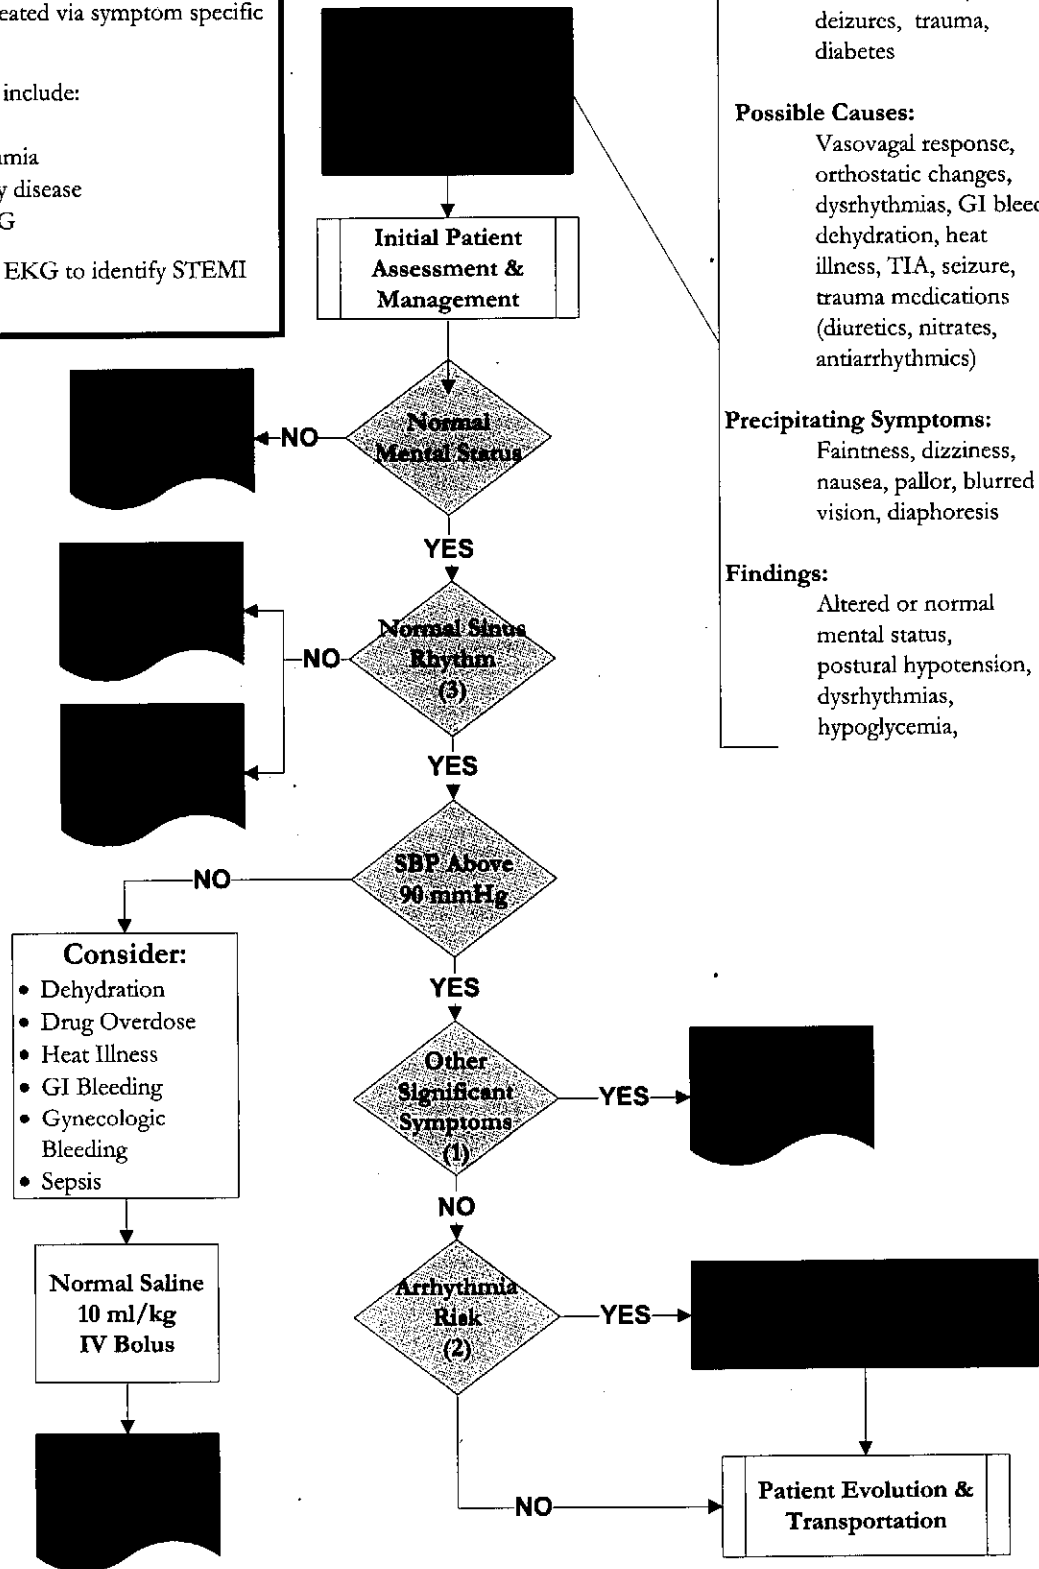 eated via symptom specific
include:
mia
y disease
G
EKG to identify STEMI
deizures, trauma,
diabetes
Possible Causes:
Vasovagal response,
orthostatic changes,
dysrhythmias, GI bleed
dehydration, heat
illness, TIA, seizure,
trauma medications
(diuretics, nitrates,
antiarrhythmics)
Precipitating Symptoms:
Faintness, dizziness,
nausea, pallor, blurred
vision, diaphoresis
Findings:
Altered or normal
mental status,
postural hypotension,
dysrhythmias,
hypoglycemia,
Initial Patient
Assessment &
Management
Normal
Mental Status
NO
YES
Normal Sinus
Rhythm
(3)
NO
YES
SBP Above
90 mmHg
NO
Consider:
• Dehydration
• Drug Overdose
• Heat Illness
• GI Bleeding
• Gynecologic
Bleeding
• Sepsis
Normal Saline
10 ml/kg
IV Bolus
YES
Other
Significant
Symptoms
(1)
YES
NO
Arrhythmia
Risk
(2)
YES
NO
Patient Evolution &
Transportation